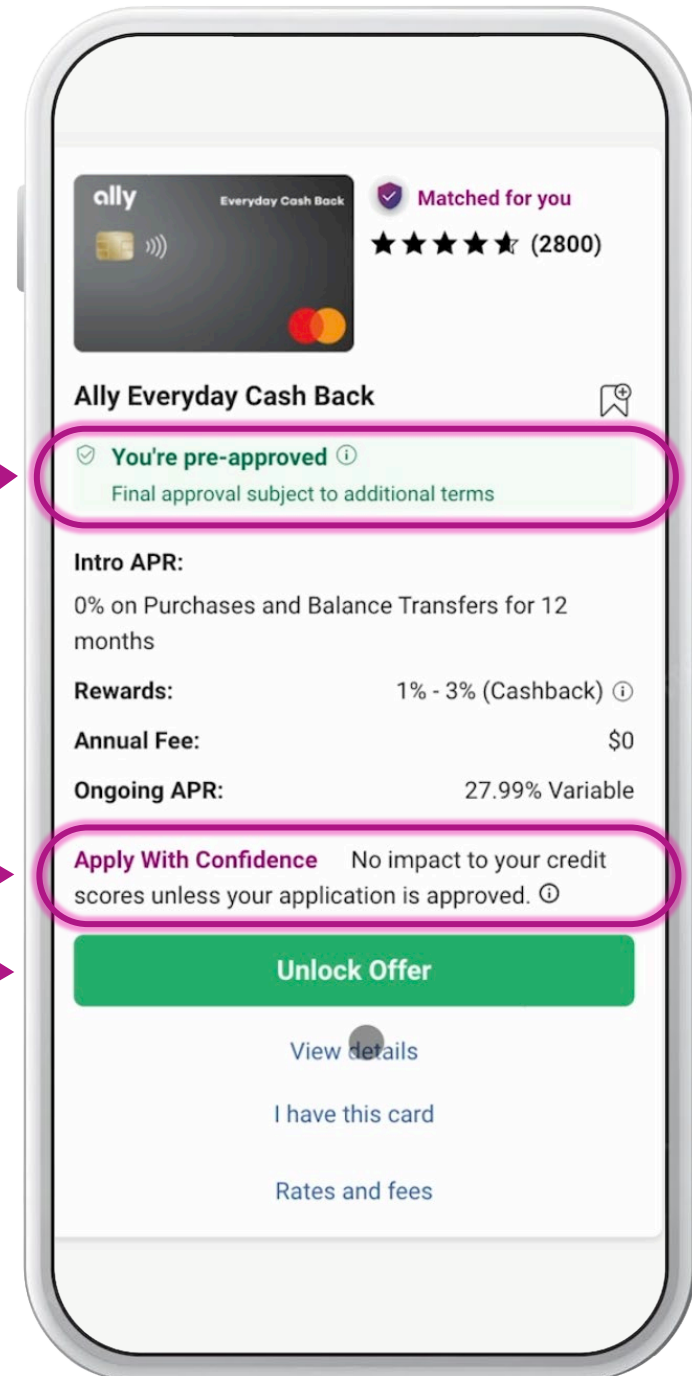 ally
Everyday Cash Back
Matched for you
(2800)
Ally Everyday Cash Back
You're pre-approved
Final approval subject to additional terms
Intro APR:
0% on Purchases and Balance Transfers for 12
months
Rewards: 1% - 3% (Cashback)
Annual Fee: $0
Ongoing APR: 27.99% Variable
Apply With Confidence No impact to your credit
scores unless your application is approved.
Unlock Offer
View details
I have this card
Rates and fees